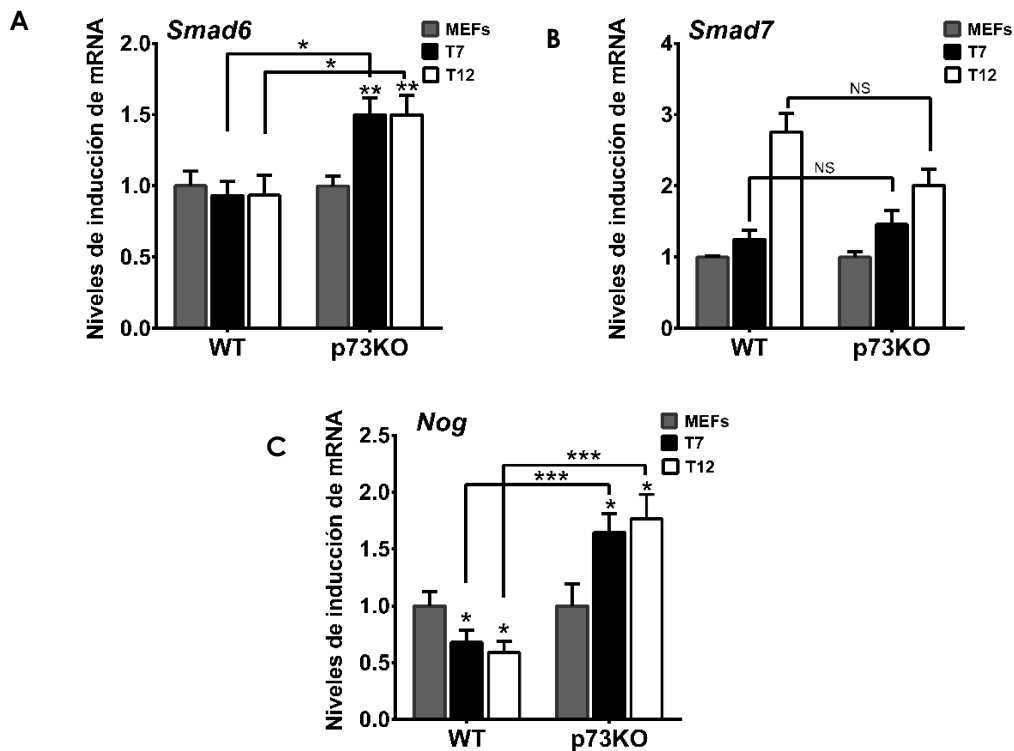 A
Smad6
MEFs
T7
T12
Niveles de inducción de mRNA
2.0
1.5
1.0
0.5
0.0
*
*
** **
WT p73KO
B
Smad7
MEFs
T7
T12
Niveles de inducción de mRNA
4
3
2
1
0
NS
NS
WT p73KO
C
Nog
MEFs
T7
T12
Niveles de inducción de mRNA
2.5
2.0
1.5
1.0
0.5
0.0
***
***
* *
* *
WT p73KO